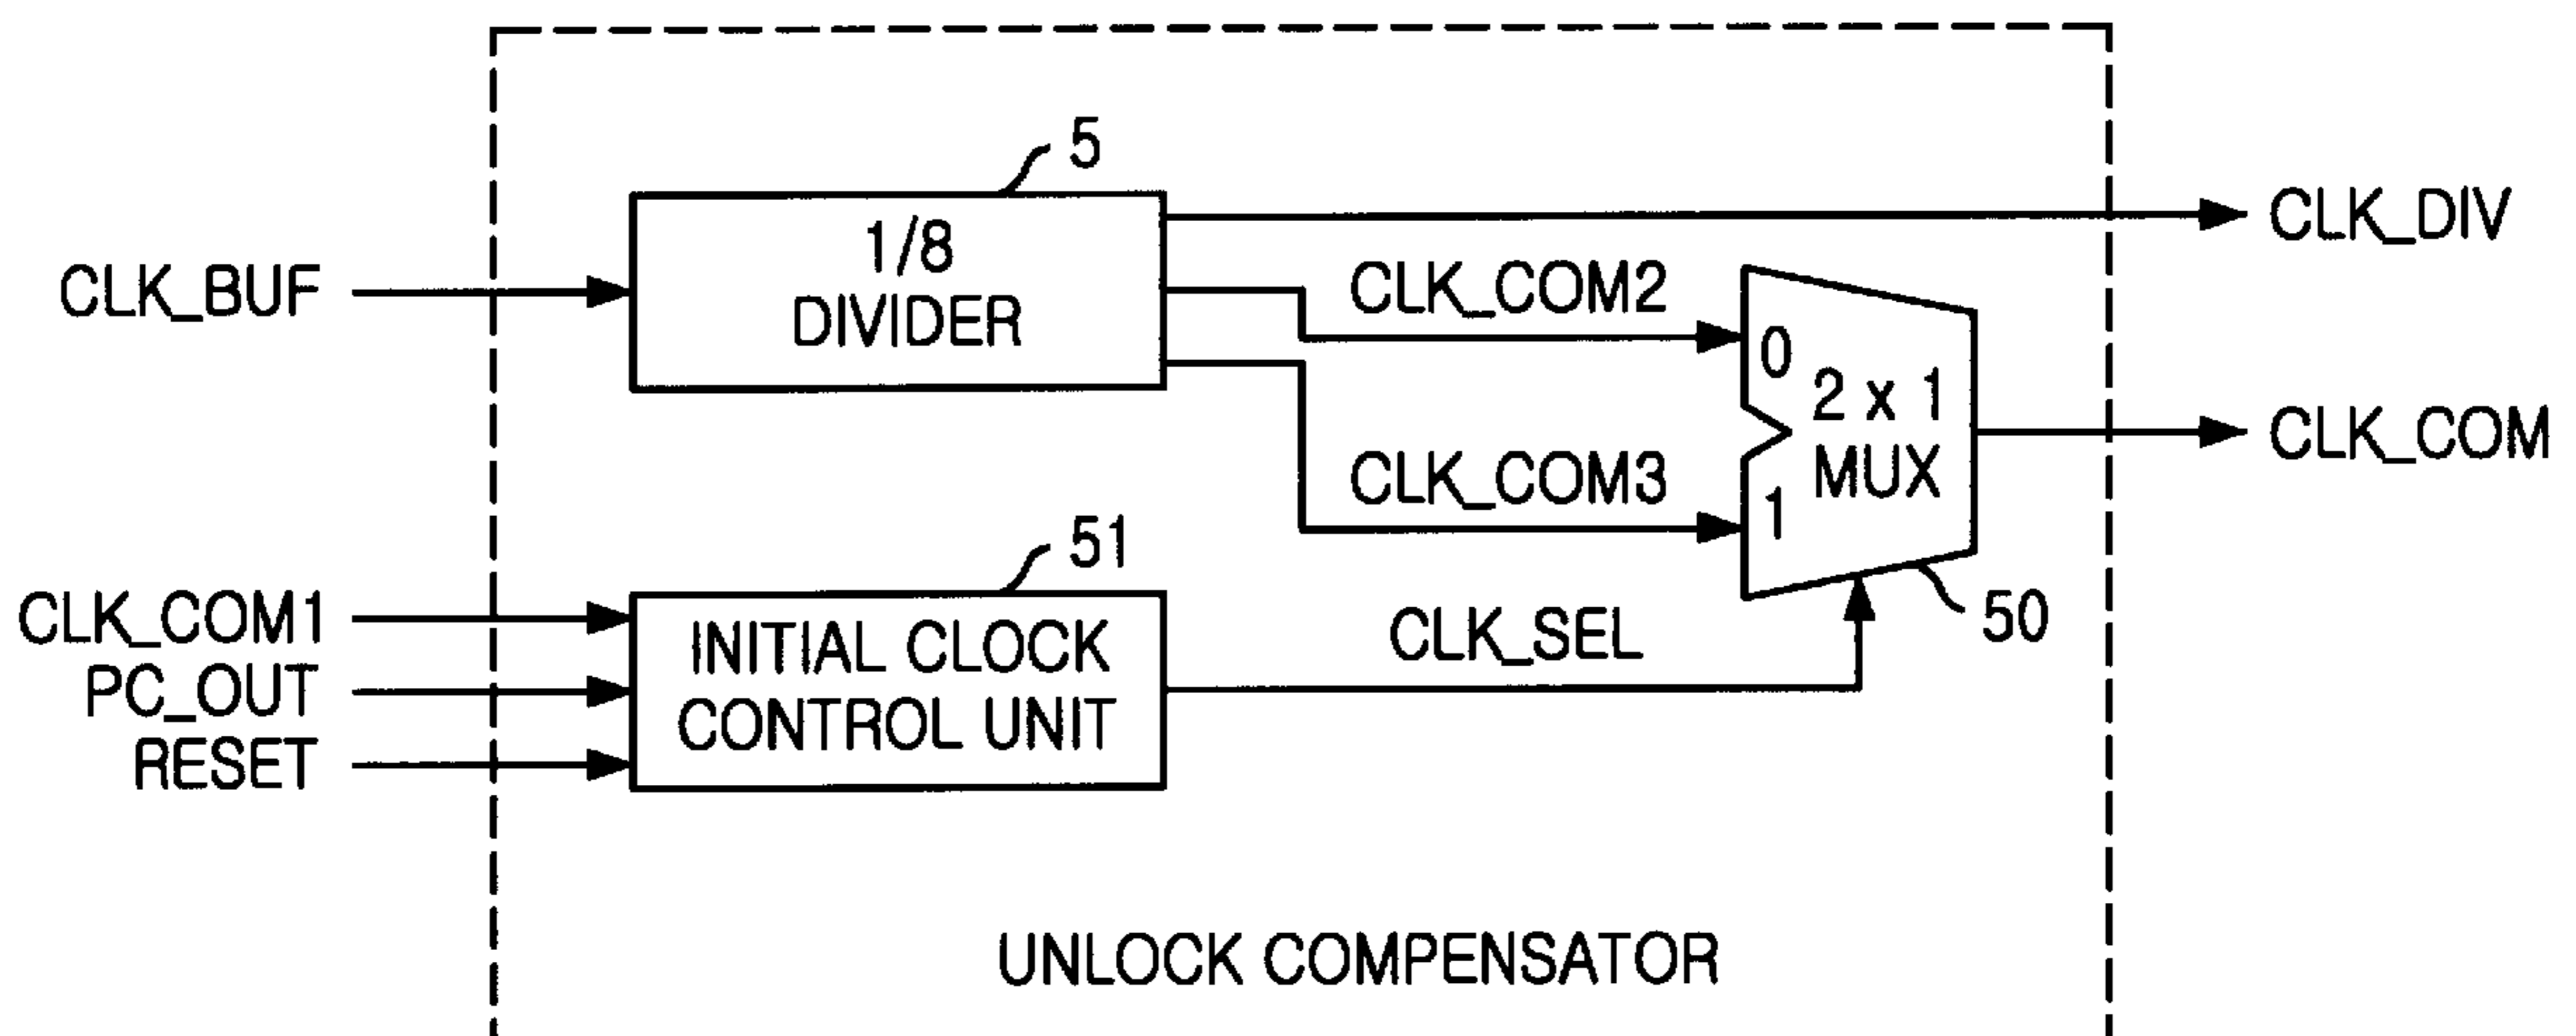 5
1/8
DIVIDER
CLK_BUF
CLK_DIV
CLK_COM2
0
2 x 1
MUX
CLK_COM
CLK_COM3
1
50
51
CLK_COM1
PC_OUT
RESET
INITIAL CLOCK
CONTROL UNIT
CLK_SEL
UNLOCK COMPENSATOR